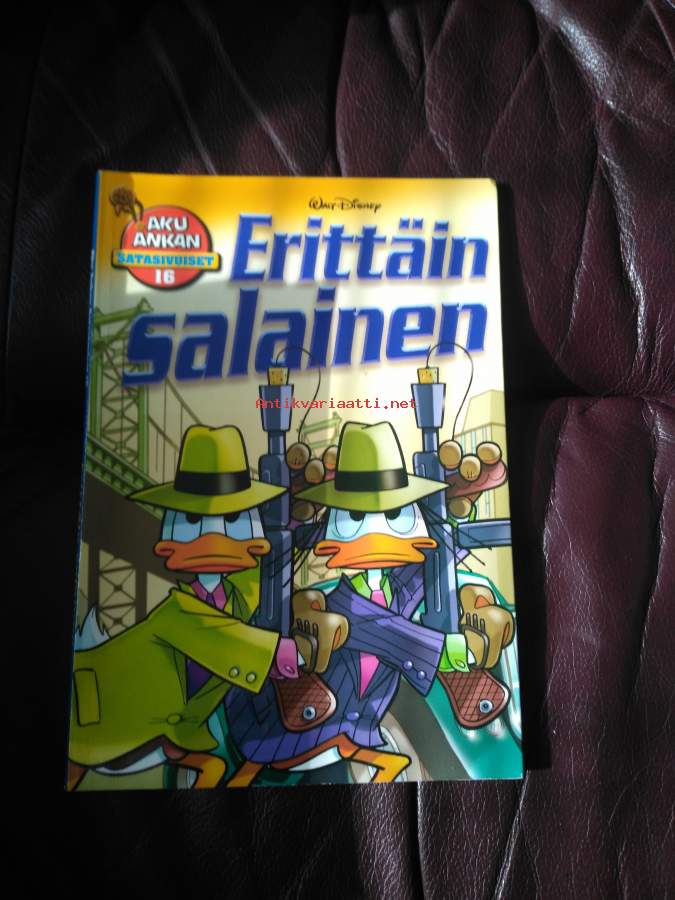 WALT DISNEY
AKU
ANKAN
SATASIVUISET
16
Erittäin
salainen
Antikvariaatti.net